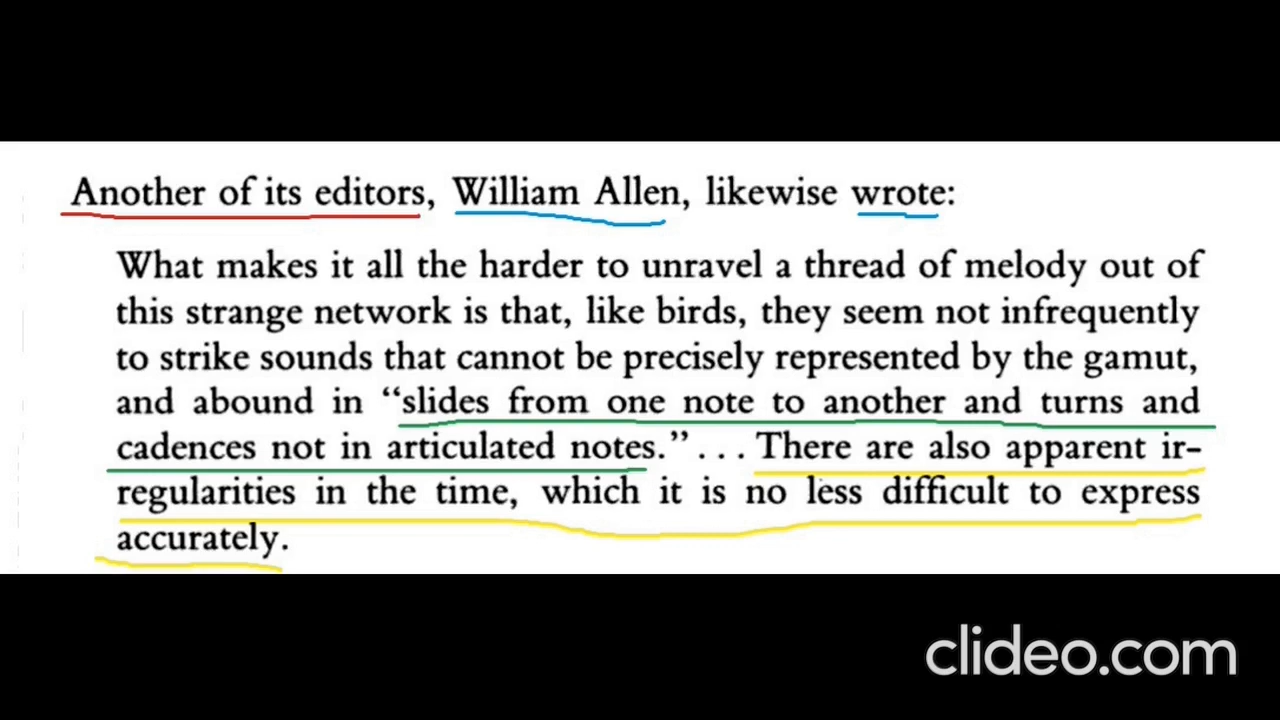 Another of its editors, William Allen, likewise wrote:
What makes it all the harder to unravel a thread of melody out of
this strange network is that, like birds, they seem not infrequently
to strike sounds that cannot be precisely represented by the gamut,
and abound in “slides from one note to another and turns and
cadences not in articulated notes.”. . . There are also apparent ir-
regularities in the time, which it is no less difficult to express
accurately.
clideo.com